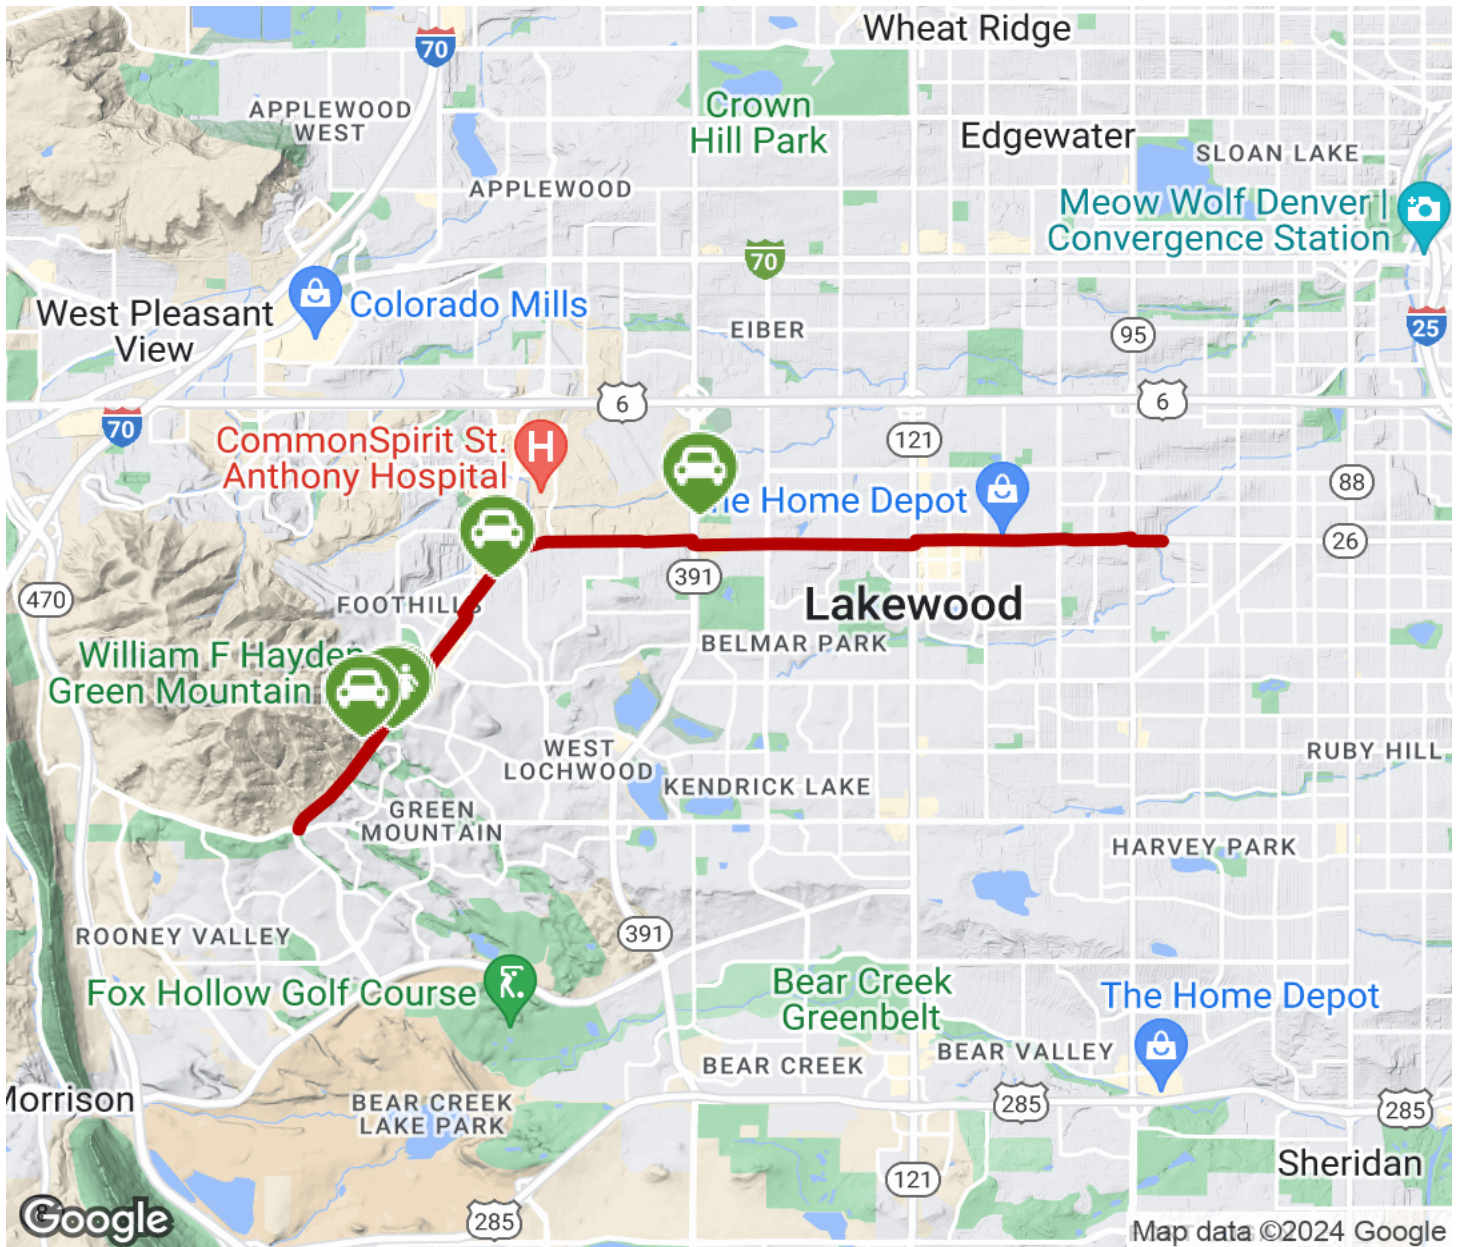 Wheat Ridge
70
APPLEWOOD
WEST
Crown
Hill Park
Edgewater
SLOAN LAKE
APPLEWOOD
Meow Wolf Denver |
Convergence Station
70
West Pleasant
View
Colorado Mills
EIBER
95
25
6
6
70
CommonSpirit St.
Anthony Hospital
H
121
The Home Depot
88
26
470
391
FOOTHILLS
Lakewood
BELMAR PARK
William F Hayden
Green Mountain
WEST
LOCHWOOD
RUBY HILL
KENDRICK LAKE
GREEN
MOUNTAIN
HARVEY PARK
ROONEY VALLEY
391
Fox Hollow Golf Course
Bear Creek
Greenbelt
The Home Depot
BEAR VALLEY
BEAR CREEK
Morrison
BEAR CREEK
LAKE PARK
285
285
Sheridan
121
285
8
Google
Map data ©2024 Google